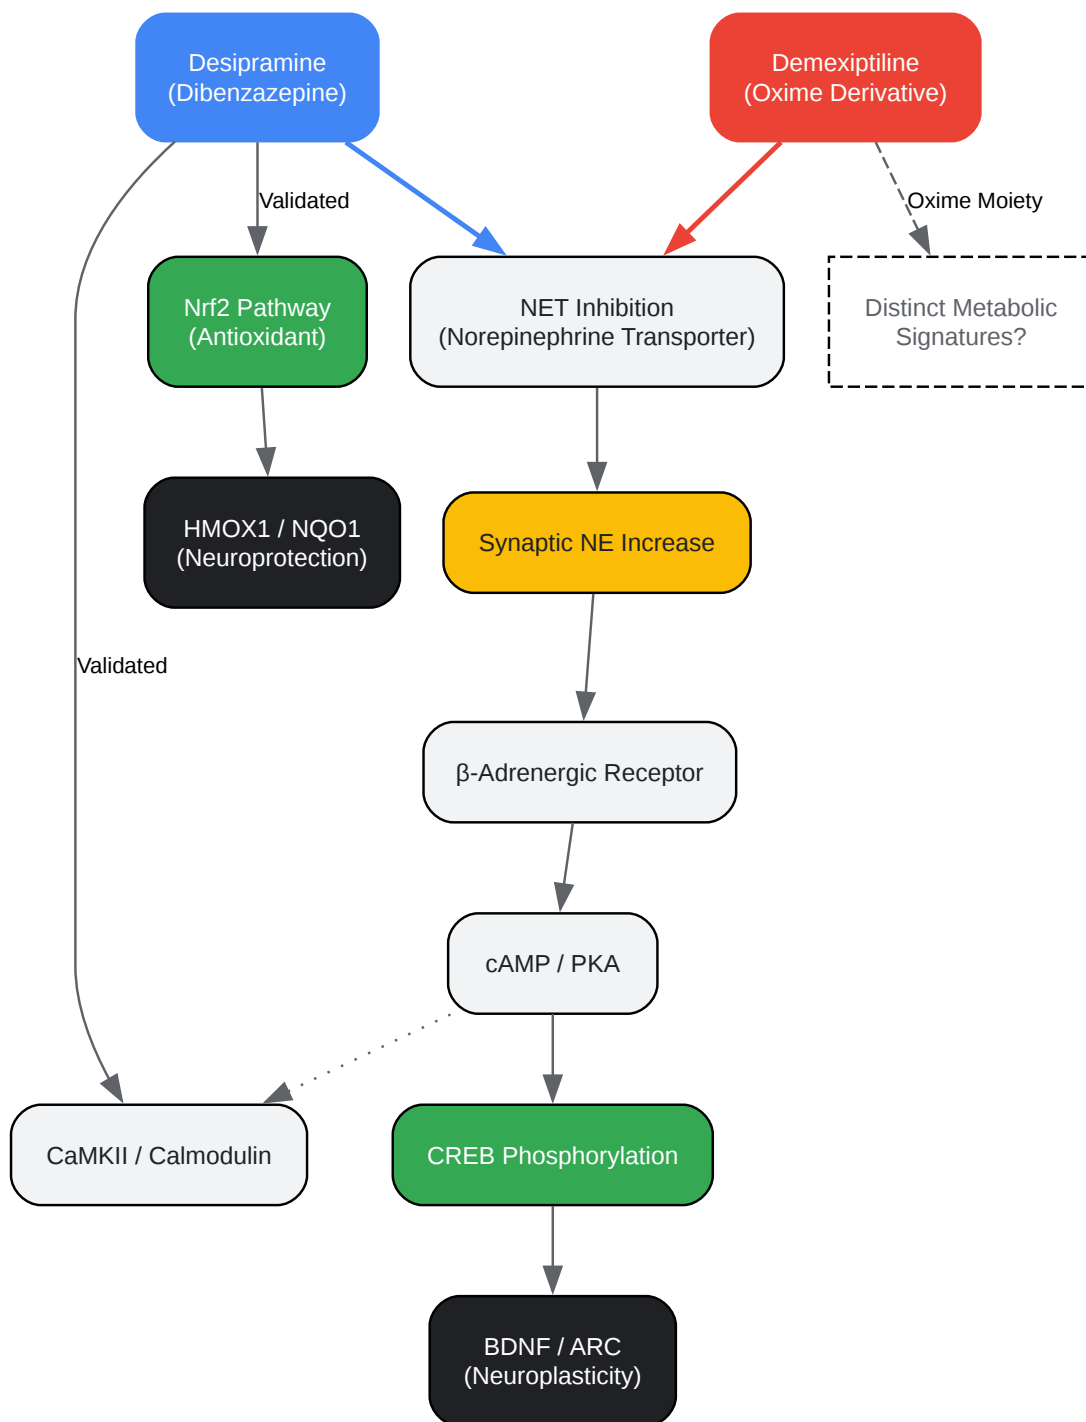 Desipramine
(Dibenzazepine)
Demexiptiline
(Oxime Derivative)
Validated
Oxime Moiety
Nrf2 Pathway
(Antioxidant)
NET Inhibition
(Norepinephrine Transporter)
Distinct Metabolic
Signatures?
HMOX1 / NQO1
(Neuroprotection)
Synaptic NE Increase
Validated
β-Adrenergic Receptor
cAMP / PKA
CaMKII / Calmodulin
CREB Phosphorylation
BDNF / ARC
(Neuroplasticity)